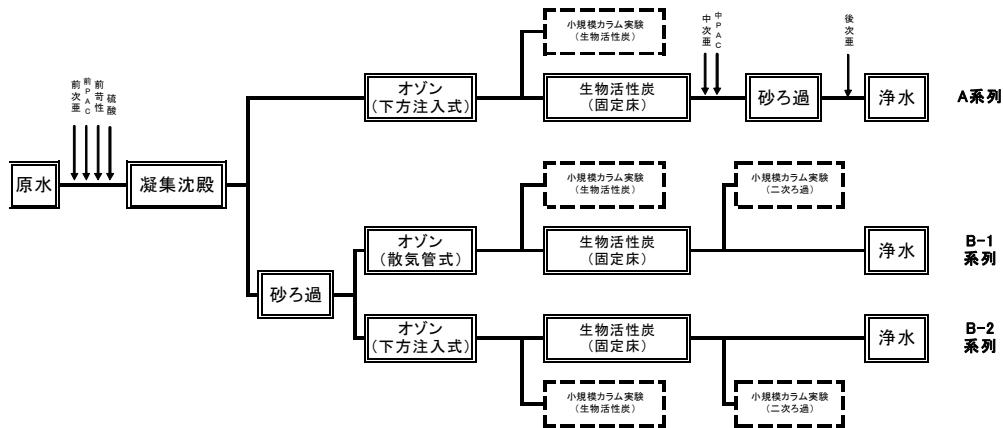 小規模カラム実験
(生物活性炭)
中次亜
中PAC
後次亜
前次亜
前PAC
前苛性
硫酸
オゾン
(下方注入式)
生物活性炭
(固定床)
砂ろ過
浄水
A系列
原水
凝集沈殿
小規模カラム実験
(生物活性炭)
小規模カラム実験
(二次ろ過)
オゾン
(散気管式)
生物活性炭
(固定床)
浄水
B-1
系列
砂ろ過
オゾン
(下方注入式)
生物活性炭
(固定床)
浄水
B-2
系列
小規模カラム実験
(生物活性炭)
小規模カラム実験
(二次ろ過)